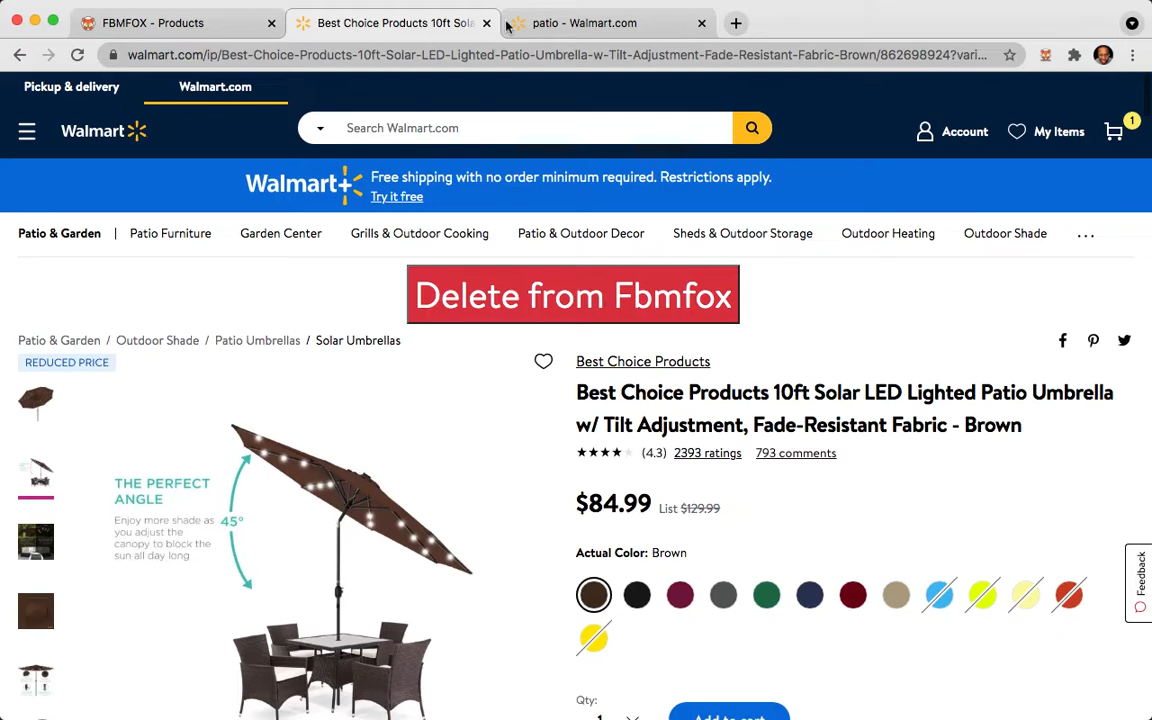 FBMFOX - Products
Best Choice Products 10ft Sola
patio - Walmart.com
walmart.com/ip/Best-Choice-Products-10ft-Solar-LED-Lighted-Patio-Umbrella-w-Tilt-Adjustment-Fade-Resistant-Fabric-Brown/862698924?vari...
Pickup & delivery
Walmart.com
Walmart
Search Walmart.com
Account
My Items
1
Walmart+
Free shipping with no order minimum required. Restrictions apply.
Try it free
Patio & Garden | Patio Furniture Garden Center Grills & Outdoor Cooking Patio & Outdoor Decor Sheds & Outdoor Storage Outdoor Heating Outdoor Shade ...
Delete from Fbmfox
Patio & Garden / Outdoor Shade / Patio Umbrellas / Solar Umbrellas
REDUCED PRICE
THE PERFECT
ANGLE
Enjoy more shade as
you adjust the
canopy to block the
sun all day long
45°
Best Choice Products
Best Choice Products 10ft Solar LED Lighted Patio Umbrella
w/ Tilt Adjustment, Fade-Resistant Fabric - Brown
(4.3) 2393 ratings 793 comments
$84.99 List $129.99
Actual Color: Brown
Qty:
1
Add to cart
Feedback